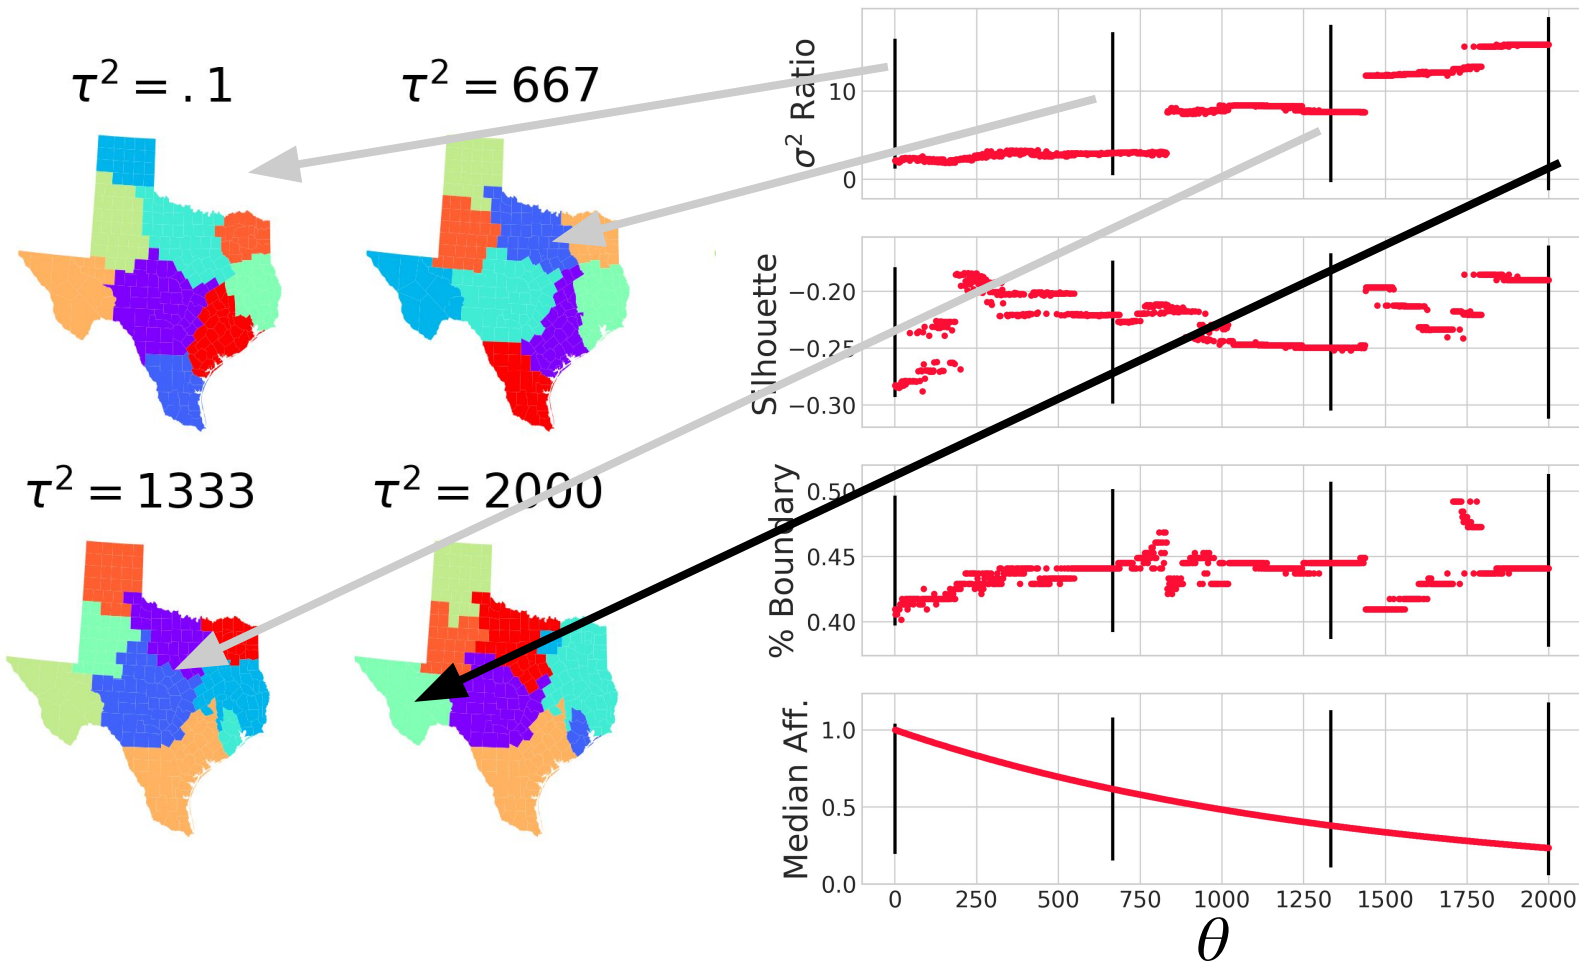 τ² = .1
τ² = 667
τ² = 1333
τ² = 2000
σ² Ratio
10
0
Silhouette
−0.20
−0.25
−0.30
% Boundary
0.50
0.45
0.40
Median Aff.
1.0
0.5
0.0
0 250 500 750 1000 1250 1500 1750 2000
θ